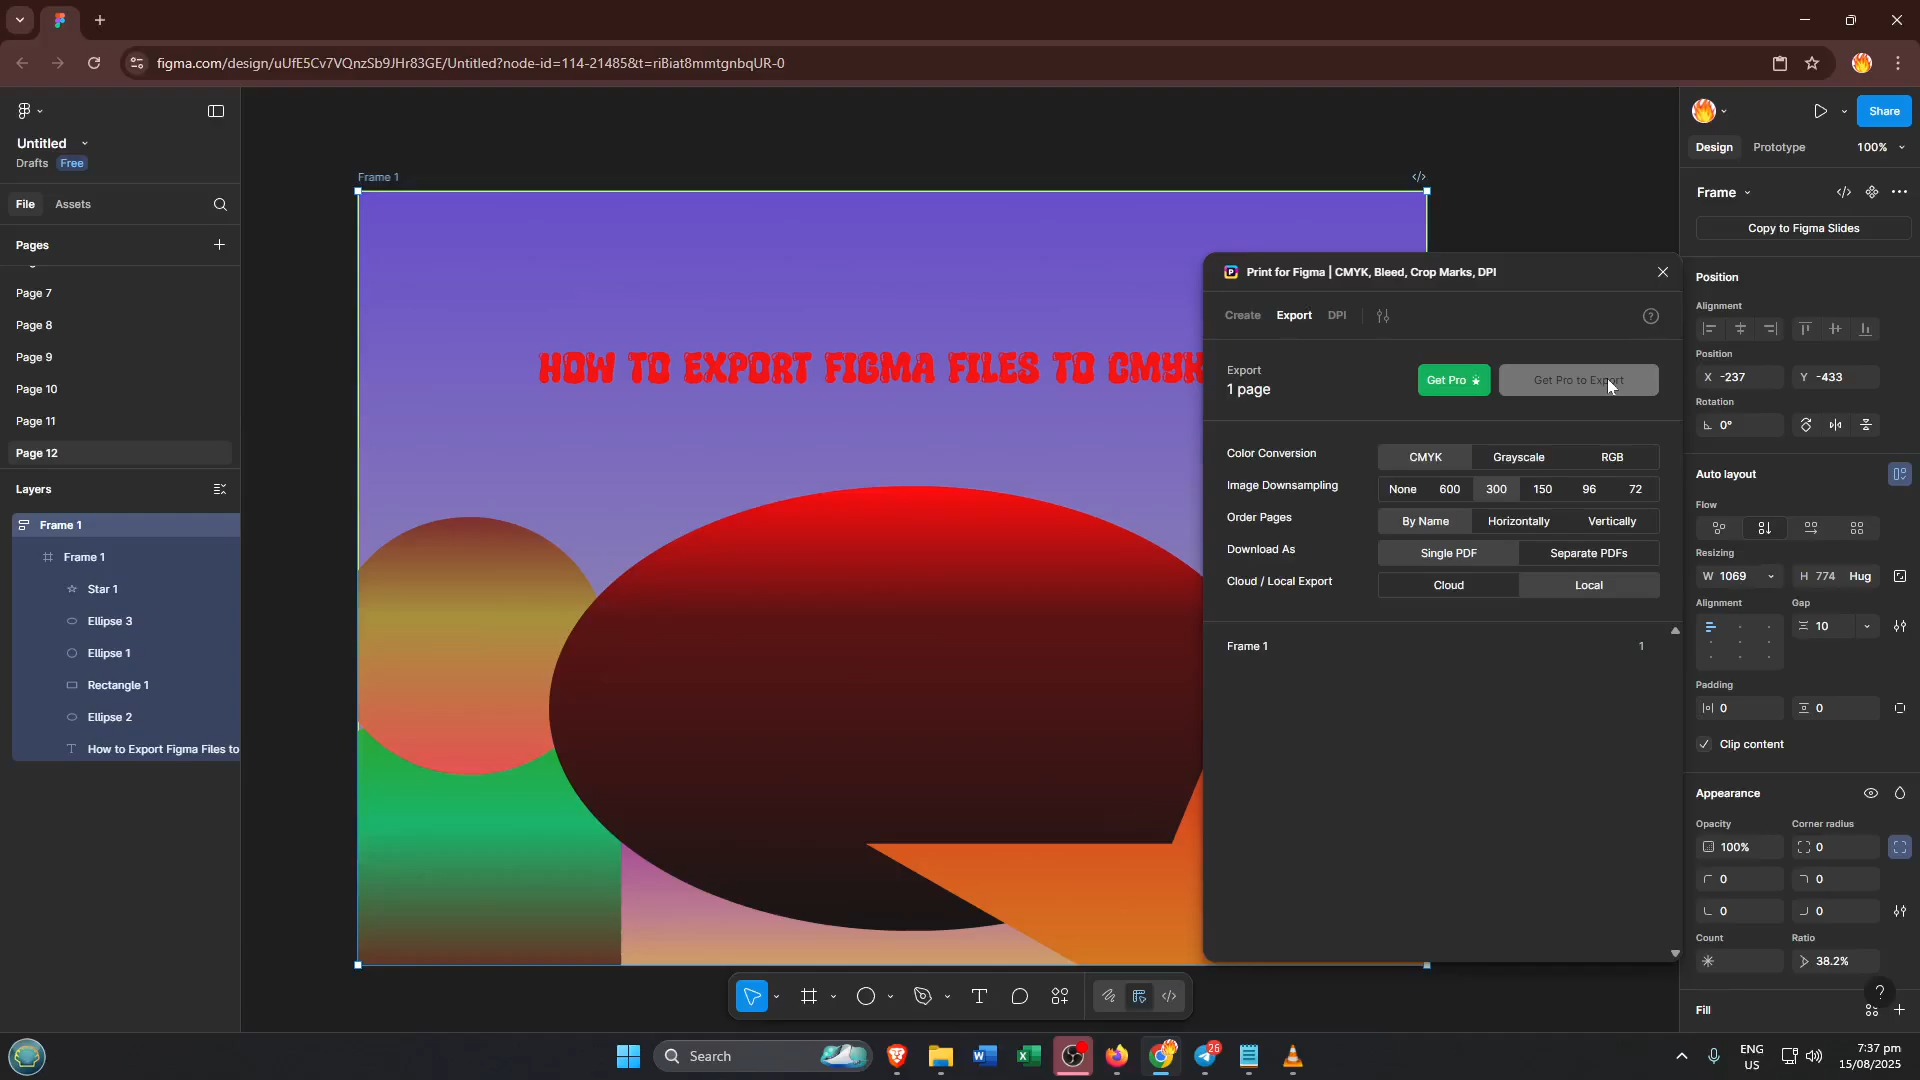 figma.com/design/uUfE5Cv7VQnzSb9JHr83GE/Untitled?node-id=114-21485&t=riBiat8mmtgnbqUR-0
Untitled
Drafts Free
File Assets
Pages
Page 7
Page 8
Page 9
Page 10
Page 11
Page 12
Layers
Frame 1
Frame 1
Star 1
Ellipse 3
Ellipse 1
Rectangle 1
Ellipse 2
How to Export Figma Files to
Frame 1
HOW TO EXPORT FIGMA FILES TO CMYK
Print for Figma | CMYK, Bleed, Crop Marks, DPI
Create Export DPI
Export
1 page
Get Pro
Get Pro to Export
Color Conversion CMYK Grayscale RGB
Image Downsampling None 600 300 150 96 72
Order Pages By Name Horizontally Vertically
Download As Single PDF Separate PDFs
Cloud / Local Export Cloud Local
Frame 1 1
Share
Design Prototype 100%
Frame
Copy to Figma Slides
Position
Alignment
Position
X -237 Y -433
Rotation
0°
Auto layout
Flow
Resizing
W 1069 H 774 Hug
Alignment Gap
10
Padding
0 0
Clip content
Appearance
Opacity Corner radius
100% 0
0 0
0 0
Count Ratio
38.2%
Fill
?
Search
26
ENG
US
7:37 pm
15/08/2025